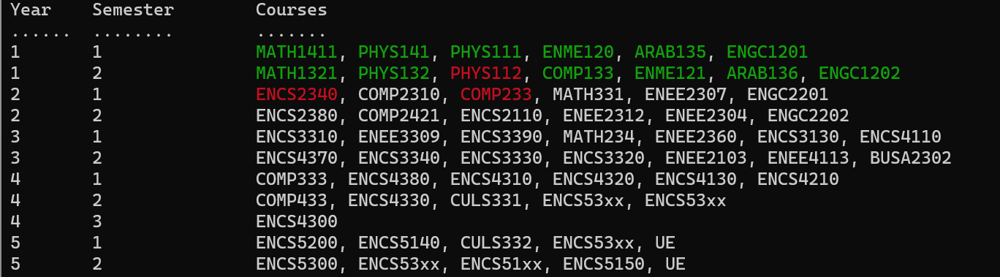 Year Semester Courses
...... ........ .......
1 1 MATH1411, PHYS141, PHYS111, ENME120, ARAB135, ENGC1201
1 2 MATH1321, PHYS132, PHYS112, COMP133, ENME121, ARAB136, ENGC1202
2 1 ENCS2340, COMP2310, COMP233, MATH331, ENEE2307, ENGC2201
2 2 ENCS2380, COMP2421, ENCS2110, ENEE2312, ENEE2304, ENGC2202
3 1 ENCS3310, ENEE3309, ENCS3390, MATH234, ENEE2360, ENCS3130, ENCS4110
3 2 ENCS4370, ENCS3340, ENCS3330, ENCS3320, ENEE2103, ENEE4113, BUSA2302
4 1 COMP333, ENCS4380, ENCS4310, ENCS4320, ENCS4130, ENCS4210
4 2 COMP433, ENCS4330, CULS331, ENCS53xx, ENCS53xx
4 3 ENCS4300
5 1 ENCS5200, ENCS5140, CULS332, ENCS53xx, UE
5 2 ENCS5300, ENCS53xx, ENCS51xx, ENCS5150, UE